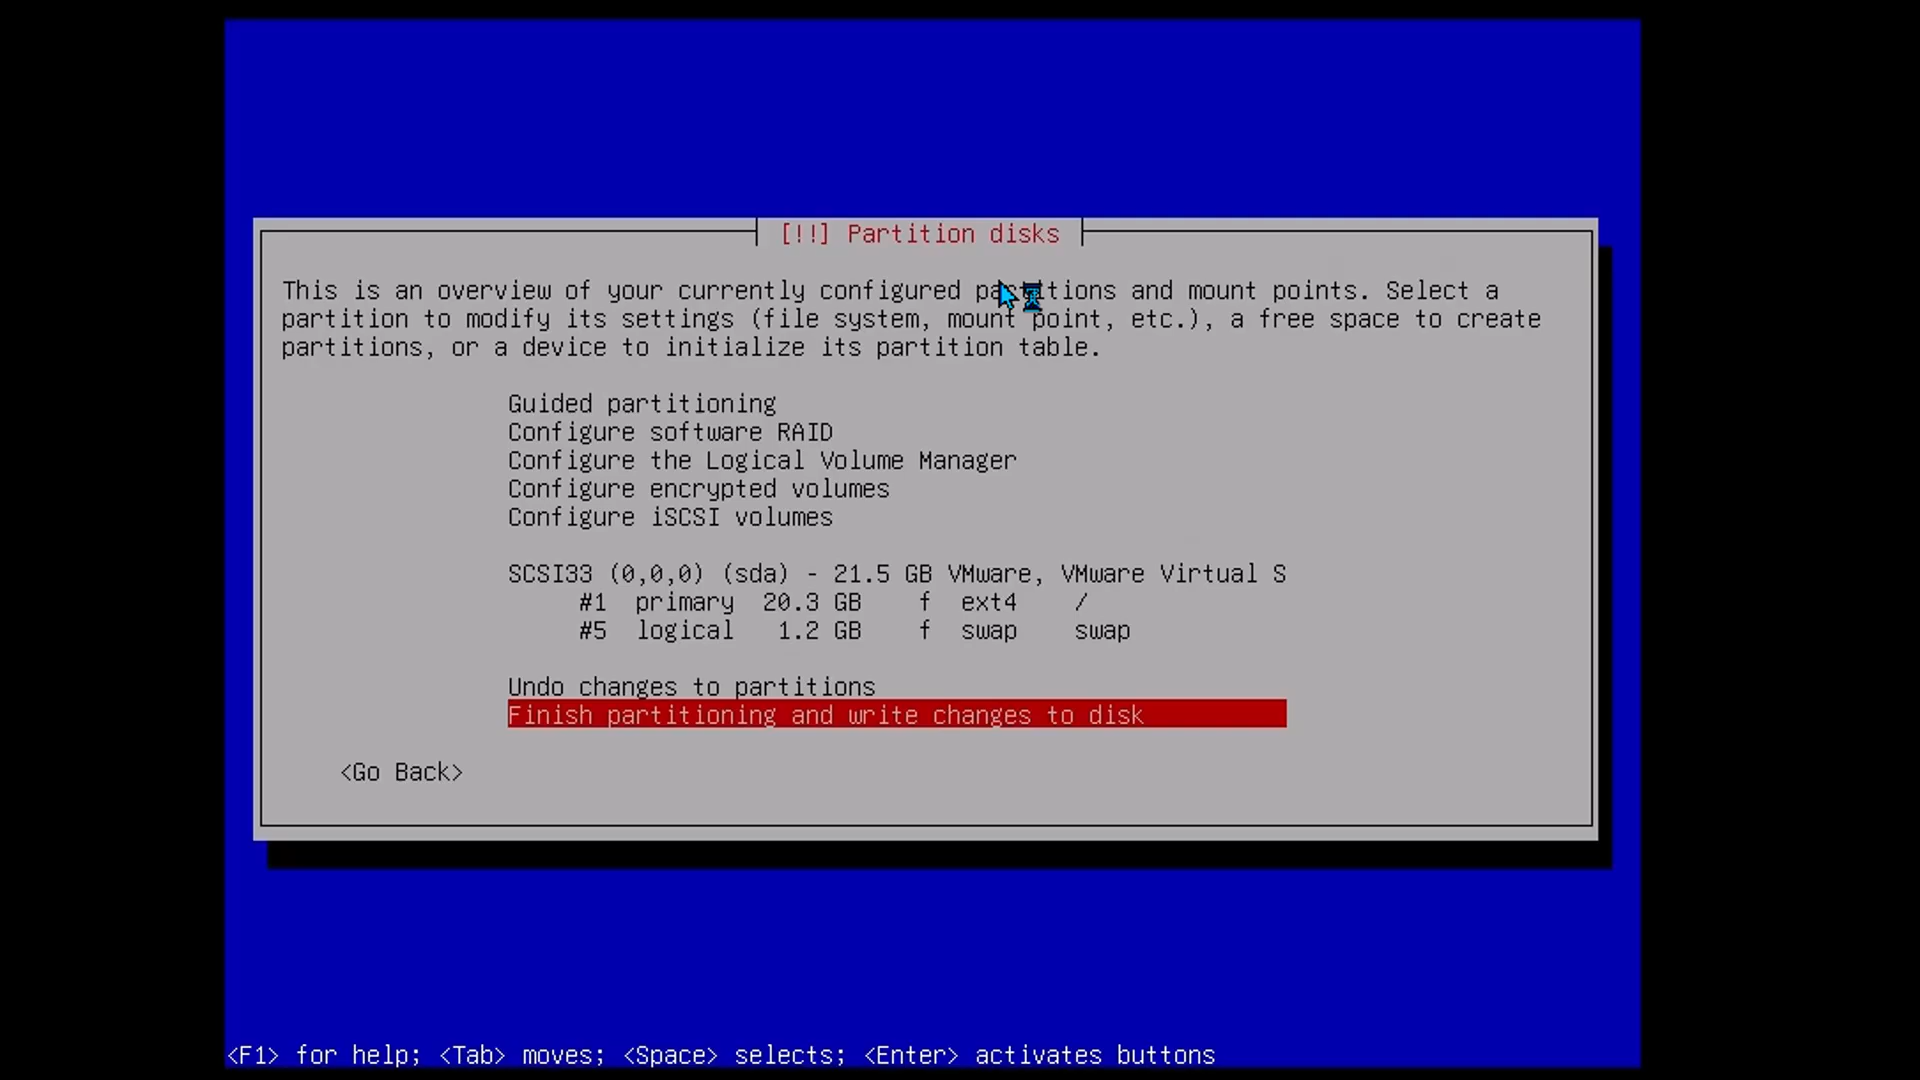 [!!] Partition disks
This is an overview of your currently configured partitions and mount points. Select a
partition to modify its settings (file system, mount point, etc.), a free space to create
partitions, or a device to initialize its partition table.
Guided partitioning
Configure software RAID
Configure the Logical Volume Manager
Configure encrypted volumes
Configure iSCSI volumes
SCSI33 (0,0,0) (sda) - 21.5 GB VMware, VMware Virtual S
#1 primary 20.3 GB f ext4 /
#5 logical 1.2 GB f swap swap
Undo changes to partitions
Finish partitioning and write changes to disk
<Go Back>
<F1> for help; <Tab> moves; <Space> selects; <Enter> activates buttons